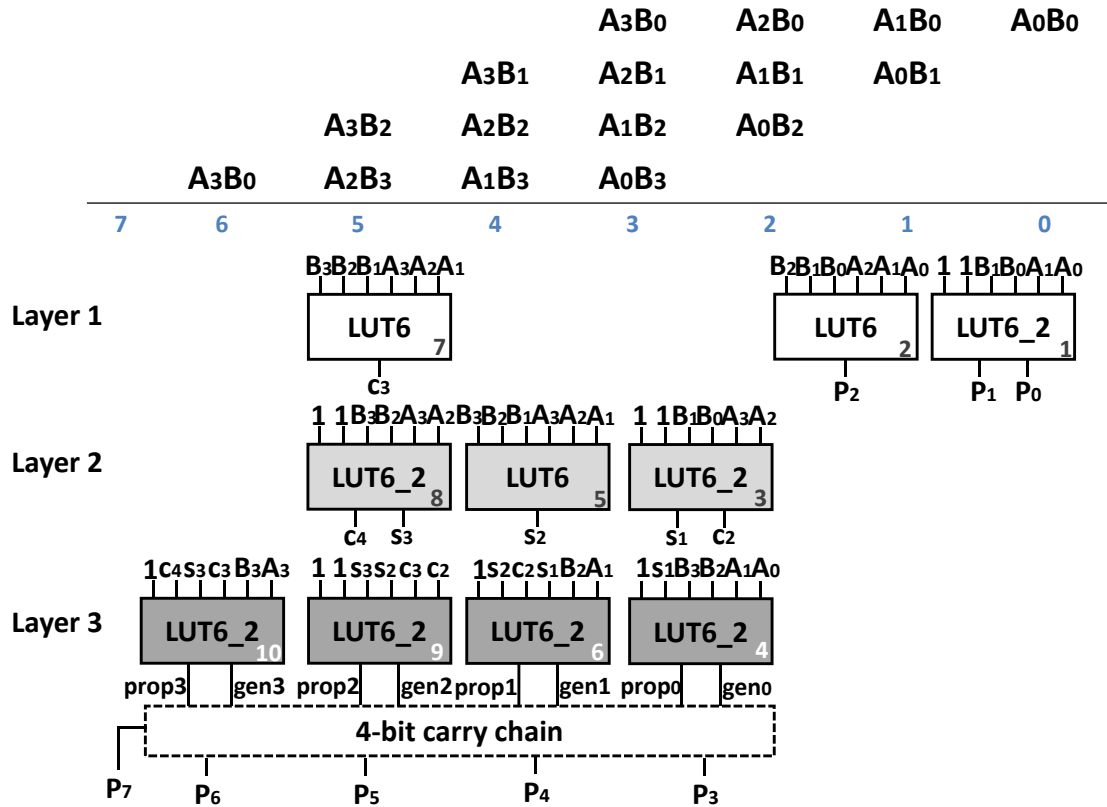 A3B0 A2B0 A1B0 A0B0
A3B1 A2B1 A1B1 A0B1
A3B2 A2B2 A1B2 A0B2
A3B0 A2B3 A1B3 A0B3
7 6 5 4 3 2 1 0
B3B2B1A3A2A1 B2B1B0A2A1A0 1 1B1B0A1A0
Layer 1 LUT6 7 LUT6 2 LUT6_2 1
c3 P2 P1 P0
1 1B3B2A3A2 B3B2B1A3A2A1 1 1B1B0A3A2
Layer 2 LUT6_2 8 LUT6 5 LUT6_2 3
c4 s3 s2 s1 c2
1c4s3c3B3A3 1 1s3s2c3c2 1s2c2s1B2A1 1s1B3B2A1A0
Layer 3 LUT6_2 10 LUT6_2 9 LUT6_2 6 LUT6_2 4
prop3 gen3 prop2 gen2 prop1 gen1 prop0 gen0
4-bit carry chain
P7 P6 P5 P4 P3